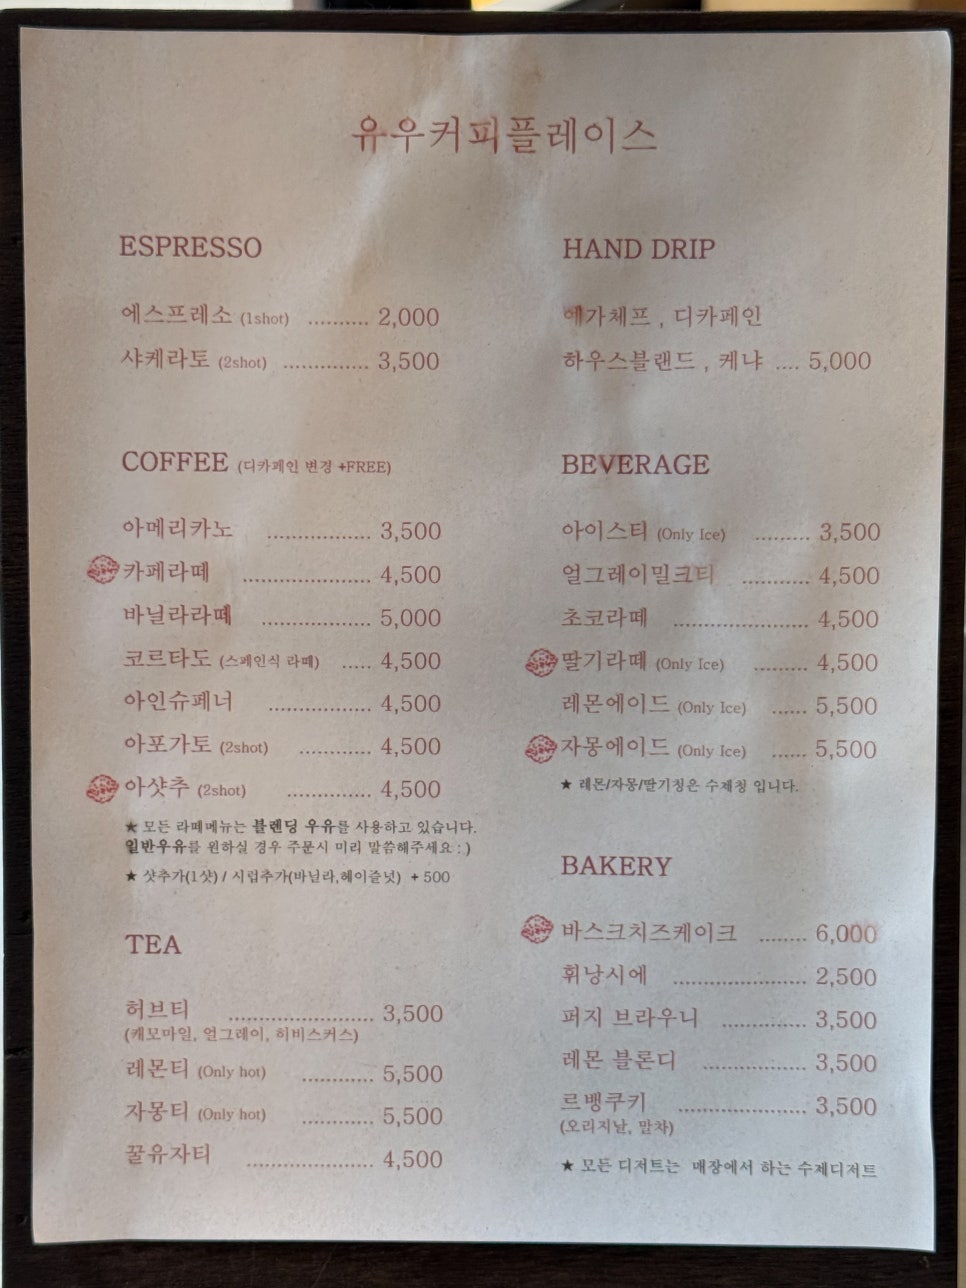 유우커피플레이스
ESPRESSO
에스프레소 (1shot) .......... 2,000
샤케라토 (2shot) .............. 3,500
COFFEE (디카페인 변경 +FREE)
아메리카노 ................. 3,500
카페라떼 ..................... 4,500
바닐라라떼 .................. 5,000
코르타도 (스페인식 라떼) ..... 4,500
아인슈페너 ................. 4,500
아포가토 (2shot) ............ 4,500
아샷추 (2shot) .............. 4,500
★ 모든 라떼메뉴는 블렌딩 우유를 사용하고 있습니다.
일반우유를 원하실 경우 주문시 미리 말씀해주세요 : )
★ 샷추가(1샷) / 시럽추가(바닐라,헤이즐넛) + 500
TEA
허브티 ........................ 3,500
(캐모마일, 얼그레이, 히비스커스)
레몬티 (Only hot) ............ 5,500
자몽티 (Only hot) ............ 5,500
꿀유자티 ..................... 4,500
HAND DRIP
예가체프 , 디카페인
하우스블랜드 , 케냐 .... 5,000
BEVERAGE
아이스티 (Only Ice) ......... 3,500
얼그레이밀크티 ........... 4,500
초코라떼 ...................... 4,500
딸기라떼 (Only Ice) ......... 4,500
레몬에이드 (Only Ice) ...... 5,500
자몽에이드 (Only Ice) ...... 5,500
★ 레몬/자몽/딸기청은 수제청 입니다.
BAKERY
바스크치즈케이크 ........ 6,000
휘낭시에 ...................... 2,500
퍼지 브라우니 .............. 3,500
레몬 블론디 ................. 3,500
르뱅쿠키 ..................... 3,500
(오리지날, 말차)
★ 모든 디저트는 매장에서 하는 수제디저트